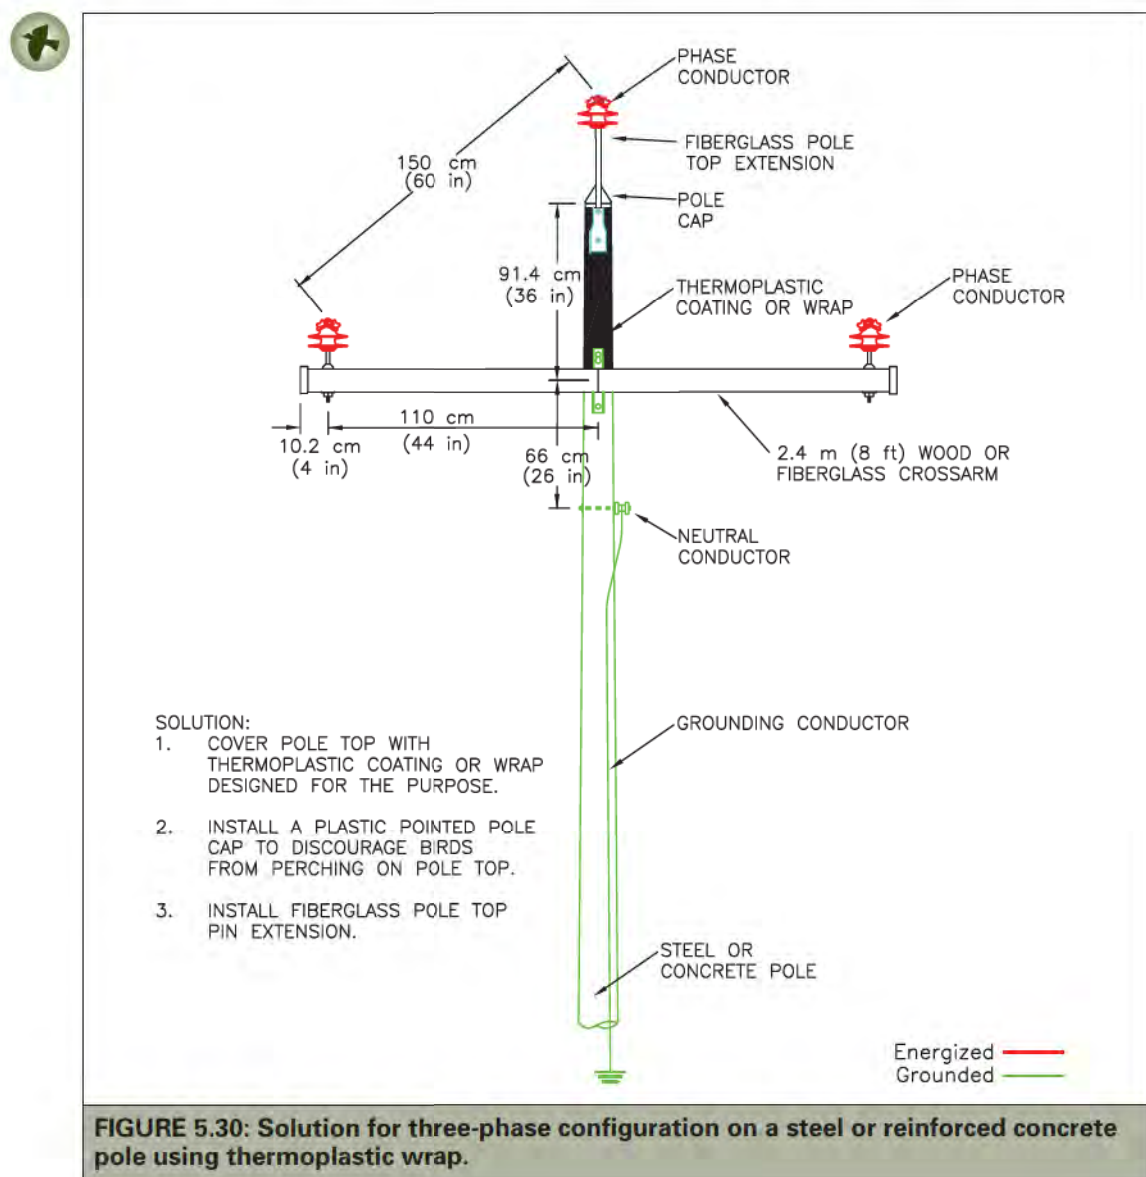 PHASE
CONDUCTOR
FIBERGLASS POLE
TOP EXTENSION
150 cm
(60 in)
POLE
CAP
91.4 cm
(36 in)
THERMOPLASTIC
COATING OR WRAP
PHASE
CONDUCTOR
110 cm
(44 in)
10.2 cm
(4 in)
66 cm
(26 in)
2.4 m (8 ft) WOOD OR
FIBERGLASS CROSSARM
NEUTRAL
CONDUCTOR
GROUNDING CONDUCTOR
SOLUTION:
1. COVER POLE TOP WITH
THERMOPLASTIC COATING OR WRAP
DESIGNED FOR THE PURPOSE.
2. INSTALL A PLASTIC POINTED POLE
CAP TO DISCOURAGE BIRDS
FROM PERCHING ON POLE TOP.
3. INSTALL FIBERGLASS POLE TOP
PIN EXTENSION.
STEEL OR
CONCRETE POLE
Energized
Grounded
FIGURE 5.30: Solution for three-phase configuration on a steel or reinforced concrete
pole using thermoplastic wrap.